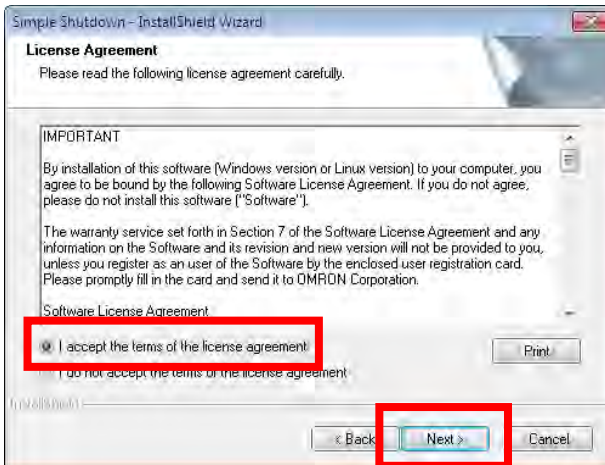 Simple Shutdown - InstallShield Wizard
License Agreement
Please read the following license agreement carefully.
IMPORTANT
By installation of this software (Windows version or Linux version) to your computer, you
agree to be bound by the following Software License Agreement. If you do not agree,
please do not install this software ("Software").
The warranty service set forth in Section 7 of the Software License Agreement and any
information on the Software and its revision and new version will not be provided to you,
unless you register as an user of the Software by the enclosed user registration card.
Please promptly fill in the card and send it to OMRON Corporation.
Software License Agreement
I accept the terms of the license agreement
Print
I do not accept the terms of the license agreement
InstallShield
< Back
Next >
Cancel